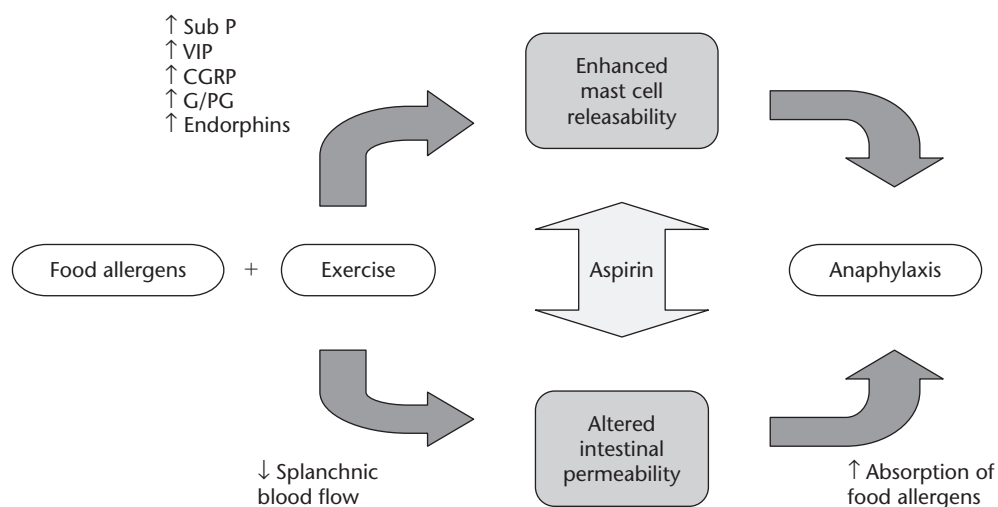 ↑ Sub P
↑ VIP
↑ CGRP
↑ G/PG
↑ Endorphins
Enhanced
mast cell
releasability
Food allergens
+
Exercise
Aspirin
Anaphylaxis
Altered
intestinal
permeability
↓ Splanchnic
blood flow
↑ Absorption of
food allergens